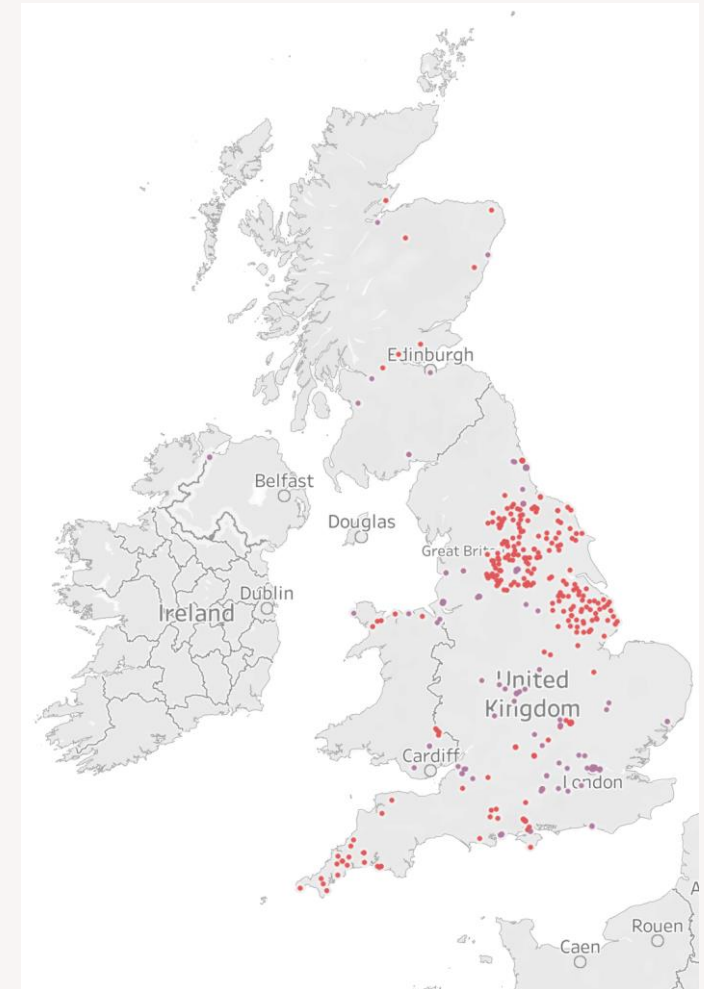 Edinburgh
Belfast
Douglas
Great Brit
Dublin
Ireland
United
Kingdom
Cardiff
London
A
Rouen
Caen